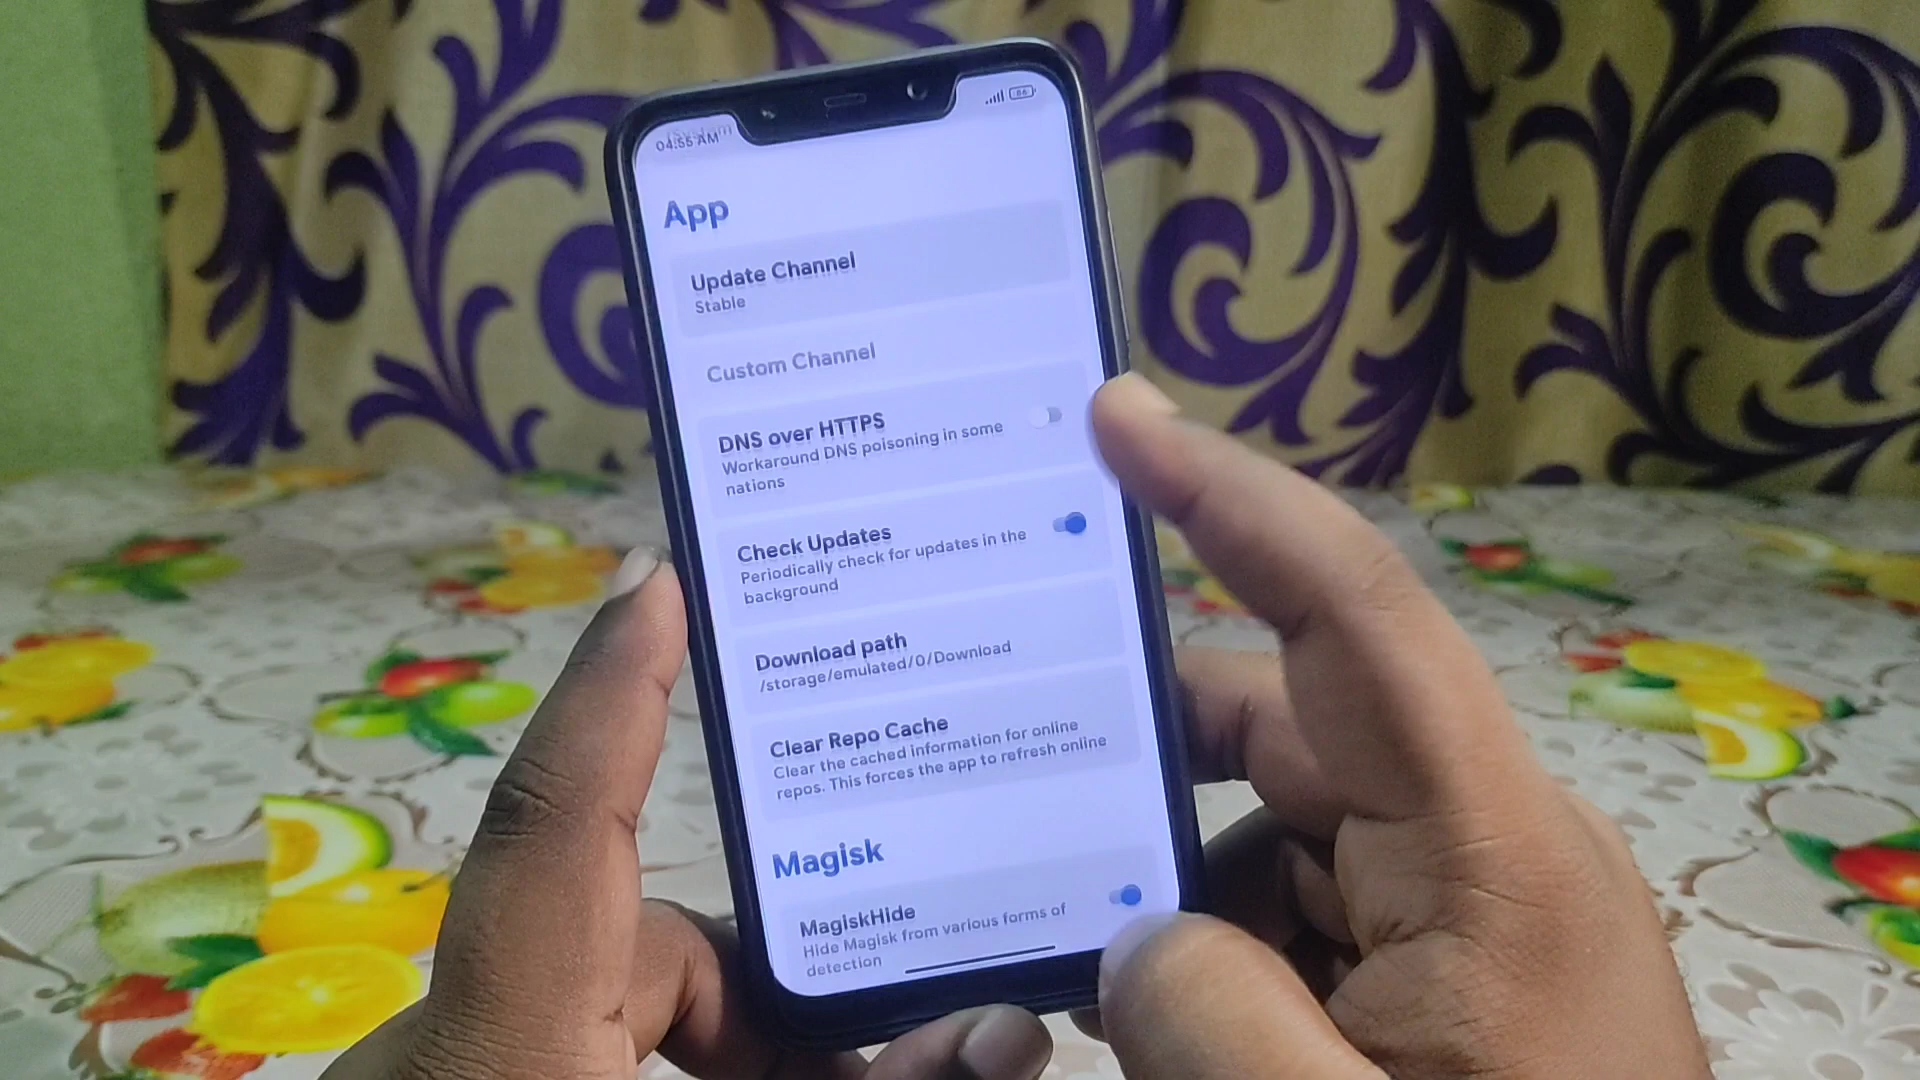 04:55 AM
86
App
Update Channel
Stable
Custom Channel
DNS over HTTPS
Workaround DNS poisoning in some
nations
Check Updates
Periodically check for updates in the
background
Download path
/storage/emulated/0/Download
Clear Repo Cache
Clear the cached information for online
repos. This forces the app to refresh online
Magisk
MagiskHide
Hide Magisk from various forms of
detection